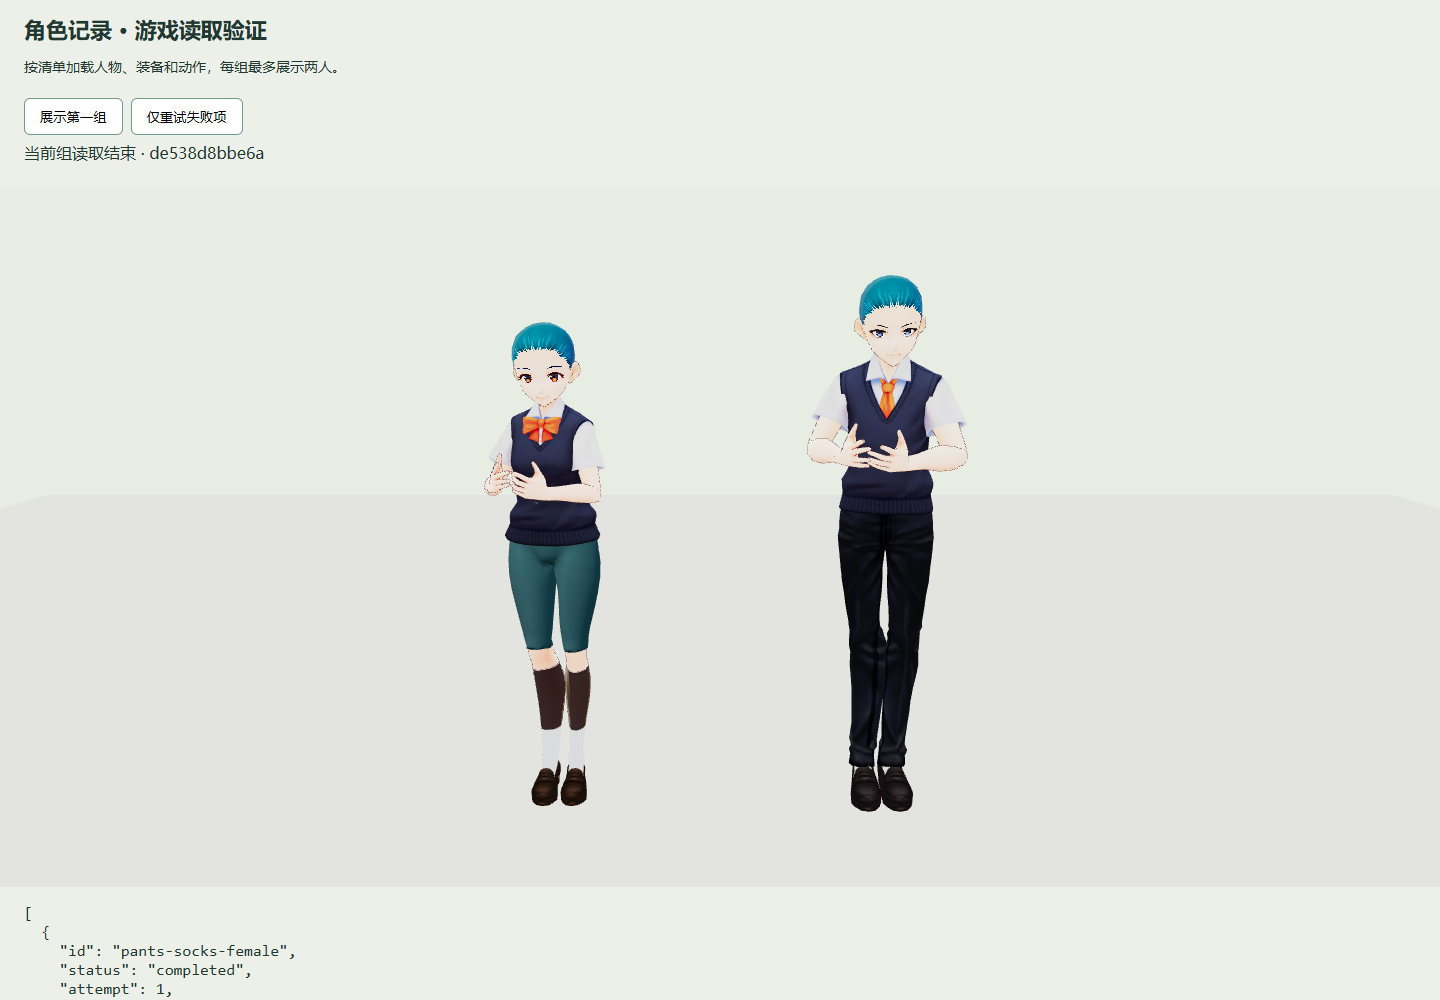 角色记录 • 游戏读取验证
按清单加载人物、装备和动作，每组最多展示两人。
展示第一组
仅重试失败项
当前组读取结束 · de538d8bbe6a
[
{
"id": "pants-socks-female",
"status": "completed",
"attempt": 1,